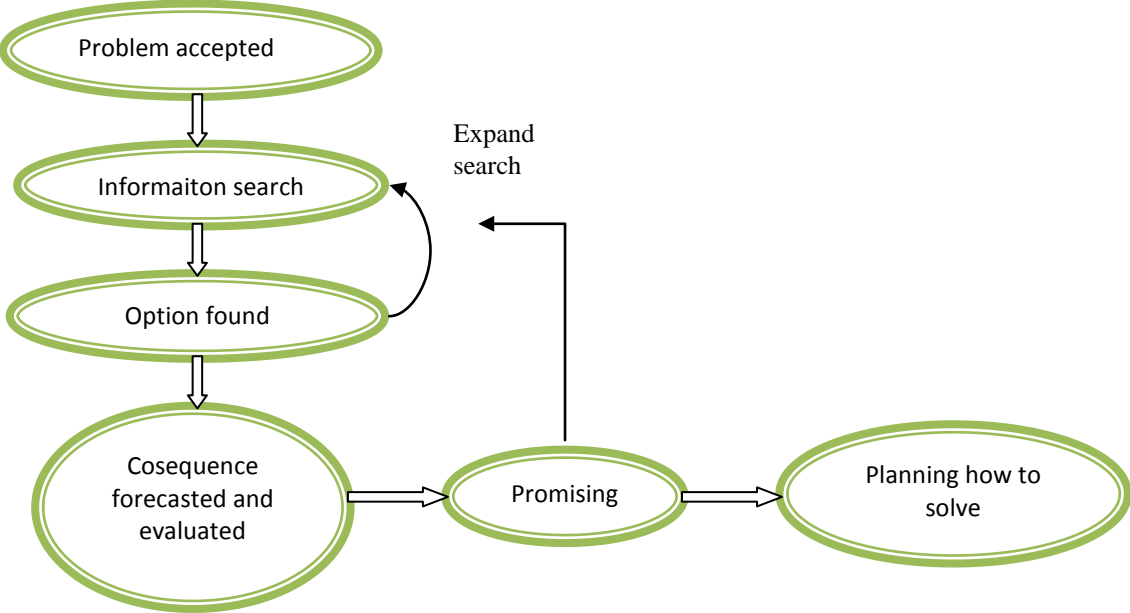 Problem accepted
Expand
search
Informaiton search
Option found
Cosequence
forecasted and
evaluated
Promising
Planning how to
solve